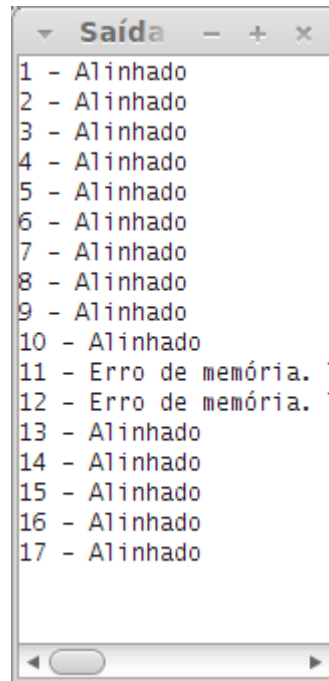 Saída
1 - Alinhado
2 - Alinhado
3 - Alinhado
4 - Alinhado
5 - Alinhado
6 - Alinhado
7 - Alinhado
8 - Alinhado
9 - Alinhado
10 - Alinhado
11 - Erro de memória.
12 - Erro de memória.
13 - Alinhado
14 - Alinhado
15 - Alinhado
16 - Alinhado
17 - Alinhado